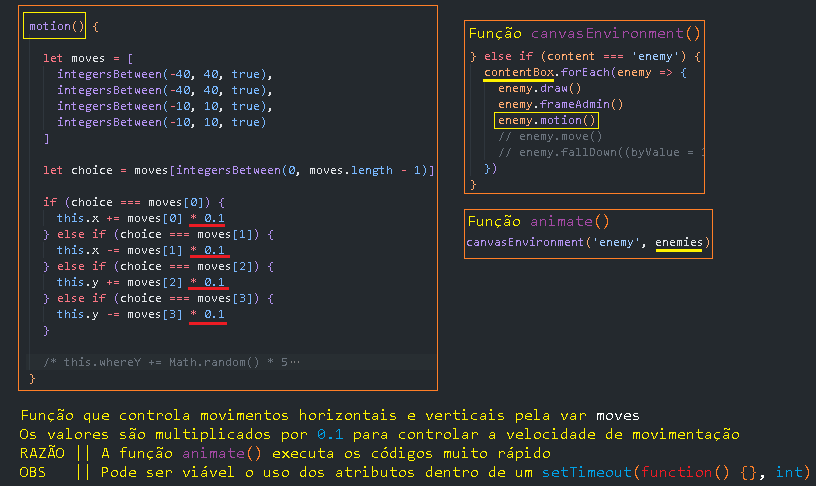 motion() {
let moves = [
integersBetween(-40, 40, true),
integersBetween(-40, 40, true),
integersBetween(-10, 10, true),
integersBetween(-10, 10, true)
]
let choice = moves[integersBetween(0, moves.length - 1)]
if (choice === moves[0]) {
this.x += moves[0] * 0.1
} else if (choice === moves[1]) {
this.x -= moves[1] * 0.1
} else if (choice === moves[2]) {
this.y += moves[2] * 0.1
} else if (choice === moves[3]) {
this.y -= moves[3] * 0.1
}
/* this.whereY += Math.random() * 5…
}
Função canvasEnvironment()
} else if (content === 'enemy') {
contentBox.forEach(enemy => {
enemy.draw()
enemy.frameAdmin()
enemy.motion()
// enemy.move()
// enemy.fallDown((byValue =
})
}
Função animate()
canvasEnvironment('enemy', enemies)
Função que controla movimentos horizontais e verticais pela var moves
Os valores são multiplicados por 0.1 para controlar a velocidade de movimentação
RAZÃO || A função animate() executa os códigos muito rápido
OBS || Pode ser viável o uso dos atributos dentro de um setTimeout(function() {}, int)